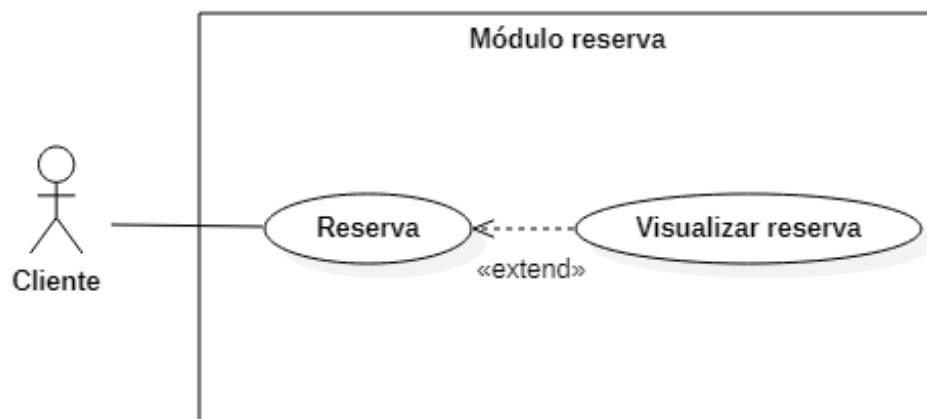 Módulo reserva
Reserva
Visualizar reserva
«extend»
Cliente